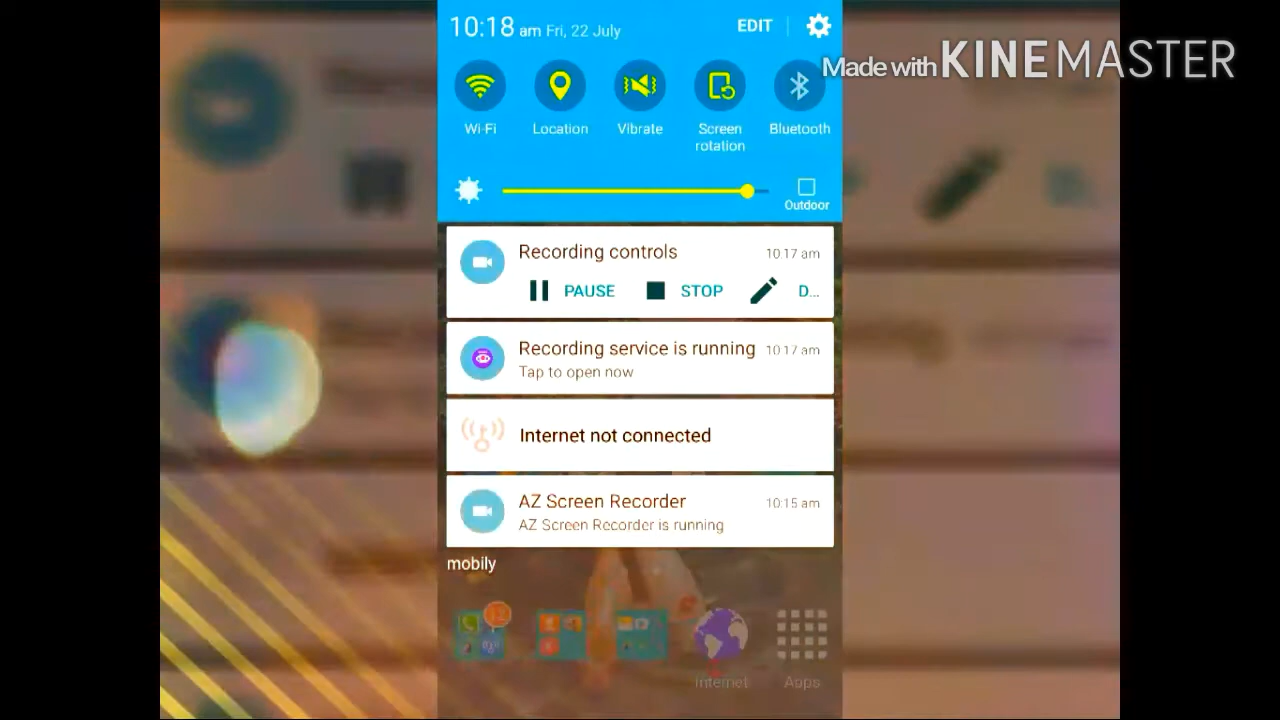 10:18 am Fri, 22 July EDIT
Made with KINEMASTER
Wi-Fi Location Vibrate Screen rotation Bluetooth
Outdoor
Recording controls 10:17 am
PAUSE STOP D...
Recording service is running 10:17 am
Tap to open now
Internet not connected
AZ Screen Recorder 10:15 am
AZ Screen Recorder is running
mobily
12
Internet Apps